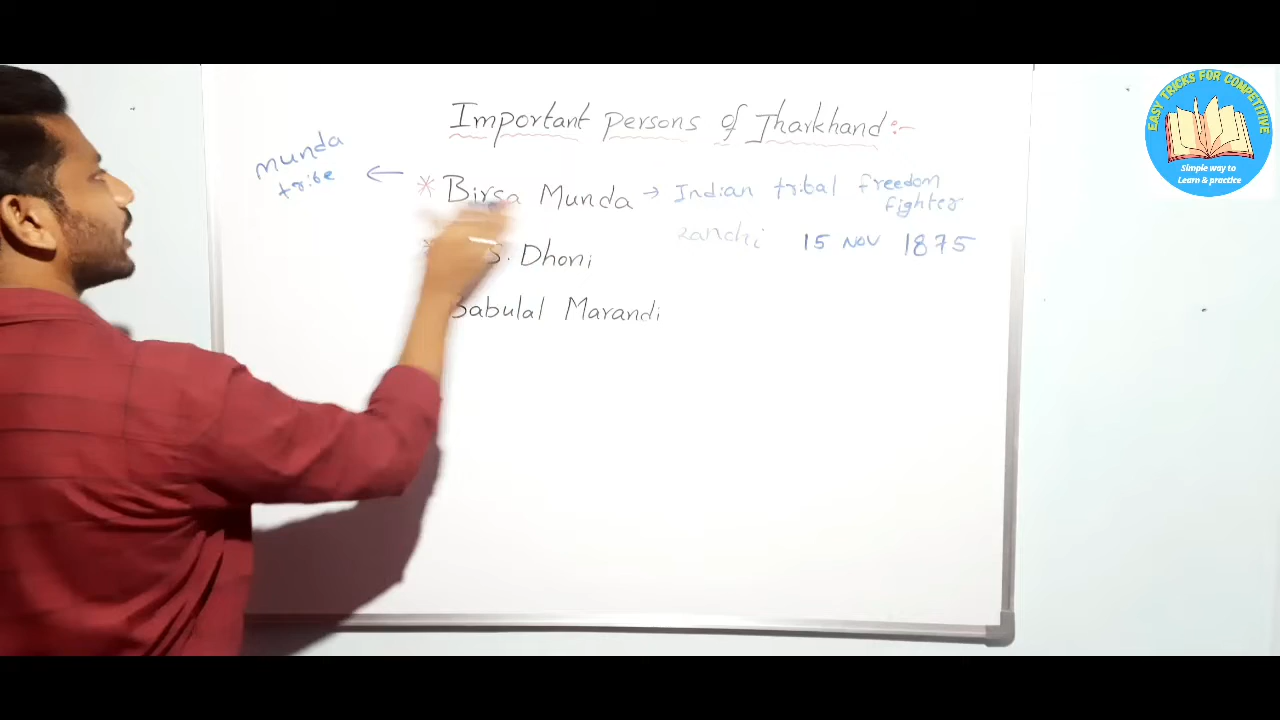 Important persons of Jharkhand :-
munda
tribe
* Birsa Munda → Indian tribal freedom
fighter
Ranchi 15 Nov 1875
S. Dhoni
Babulal Marandi
EASY TRICKS FOR COMPETITIVE
Simple way to
Learn & practice